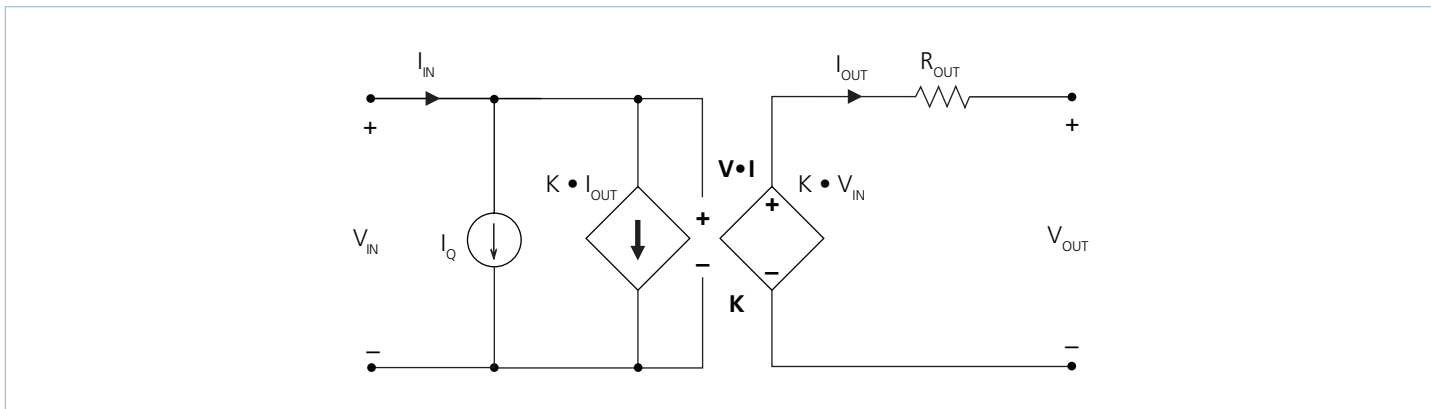 I_IN
I_OUT
R_OUT
+
+
V•I
K • I_OUT
K • V_IN
+
+
V_IN
I_Q
V_OUT
–
–
K
–
–